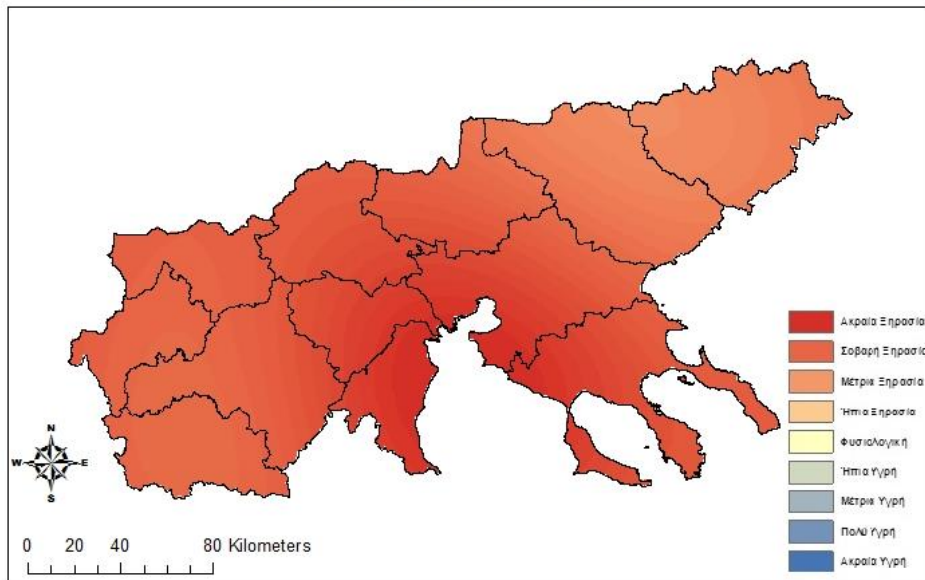 Ακραία Ξηρασία
Σοβαρή Ξηρασία
Μέτρια Ξηρασία
Ήπια Ξηρασία
Φυσιολογική
Ήπια Υγρή
Μέτρια Υγρή
Πολύ Υγρή
Ακραία Υγρή
N
W E
S
0 20 40 80 Kilometers